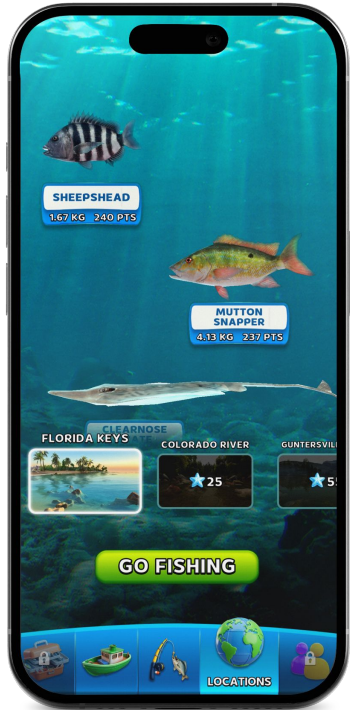 SHEEPSHEAD
1.67 KG 240 PTS
MUTTON
SNAPPER
4.13 KG 237 PTS
CLEARNOSE
FLORIDA KEYS
COLORADO RIVER
25
GO FISHING
LOCATIONS